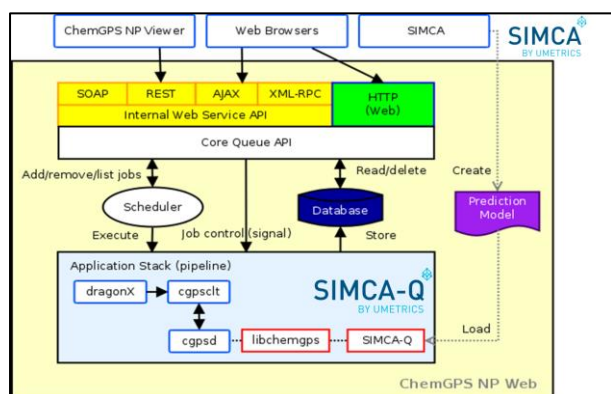 ChemGPS NP Viewer
Web Browsers
SIMCA
SIMCA
BY UMETRICS
SOAP
REST
AJAX
XML-RPC
HTTP
(Web)
Internal Web Service API
Core Queue API
Add/remove/list jobs
Read/delete
Create
Scheduler
Database
Prediction
Model
Execute
Job control (signal)
Store
Application Stack (pipeline)
SIMCA-Q
BY UMETRICS
dragonX
cgpsclt
Load
cgpsd
libchemgps
SIMCA-Q
ChemGPS NP Web